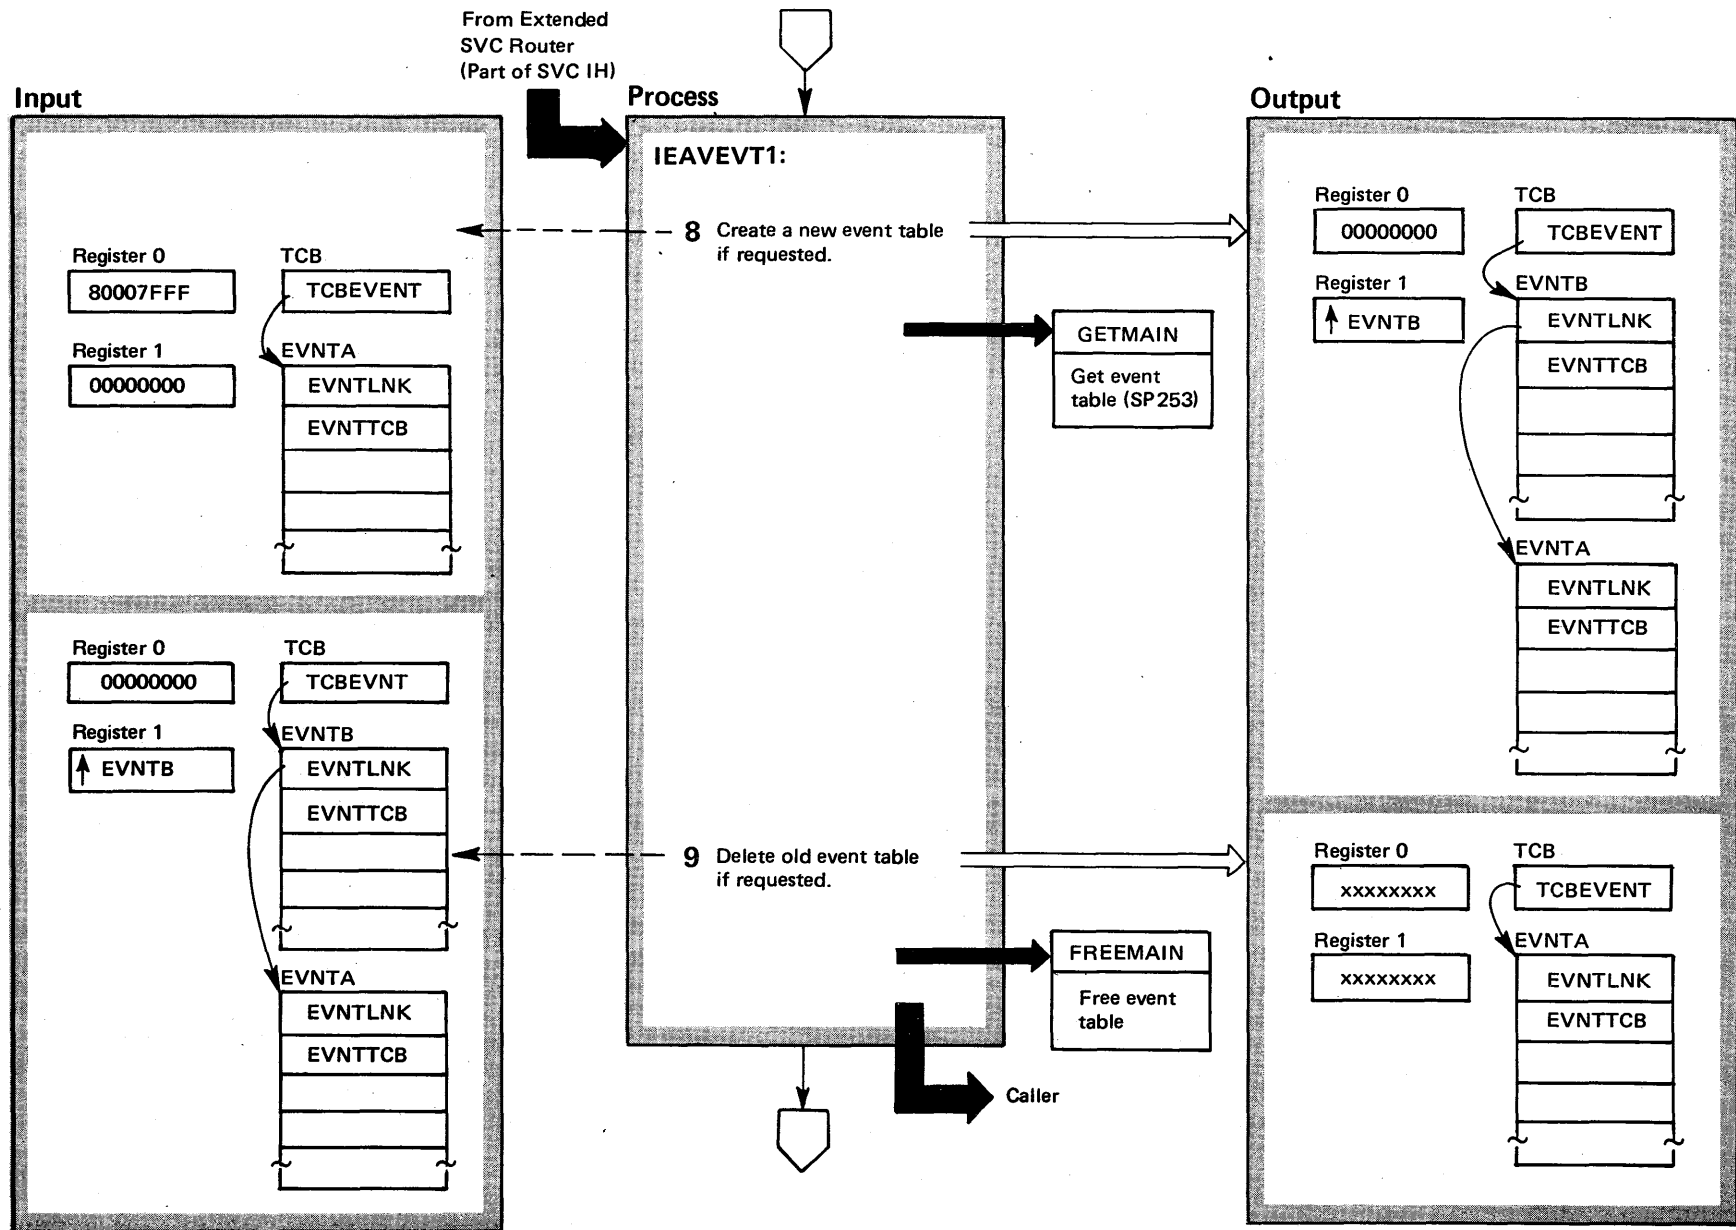 From Extended
SVC Router
(Part of SVC IH)
Input
Register 0
80007FFF
Register 1
00000000
TCB
TCBEVENT
EVNTA
EVNTLNK
EVNTTCB
Register 0
00000000
Register 1
EVNTB
TCB
TCBEVNT
EVNTB
EVNTLNK
EVNTTCB
EVNTA
EVNTLNK
EVNTTCB
Process
IEAVEVT1:
8 Create a new event table
if requested.
GETMAIN
Get event
table (SP253)
9 Delete old event table
if requested.
FREEMAIN
Free event
table
Caller
Output
Register 0
00000000
Register 1
EVNTB
TCB
TCBEVENT
EVNTB
EVNTLNK
EVNTTCB
EVNTA
EVNTLNK
EVNTTCB
Register 0
xxxxxxxx
Register 1
xxxxxxxx
TCB
TCBEVENT
EVNTA
EVNTLNK
EVNTTCB